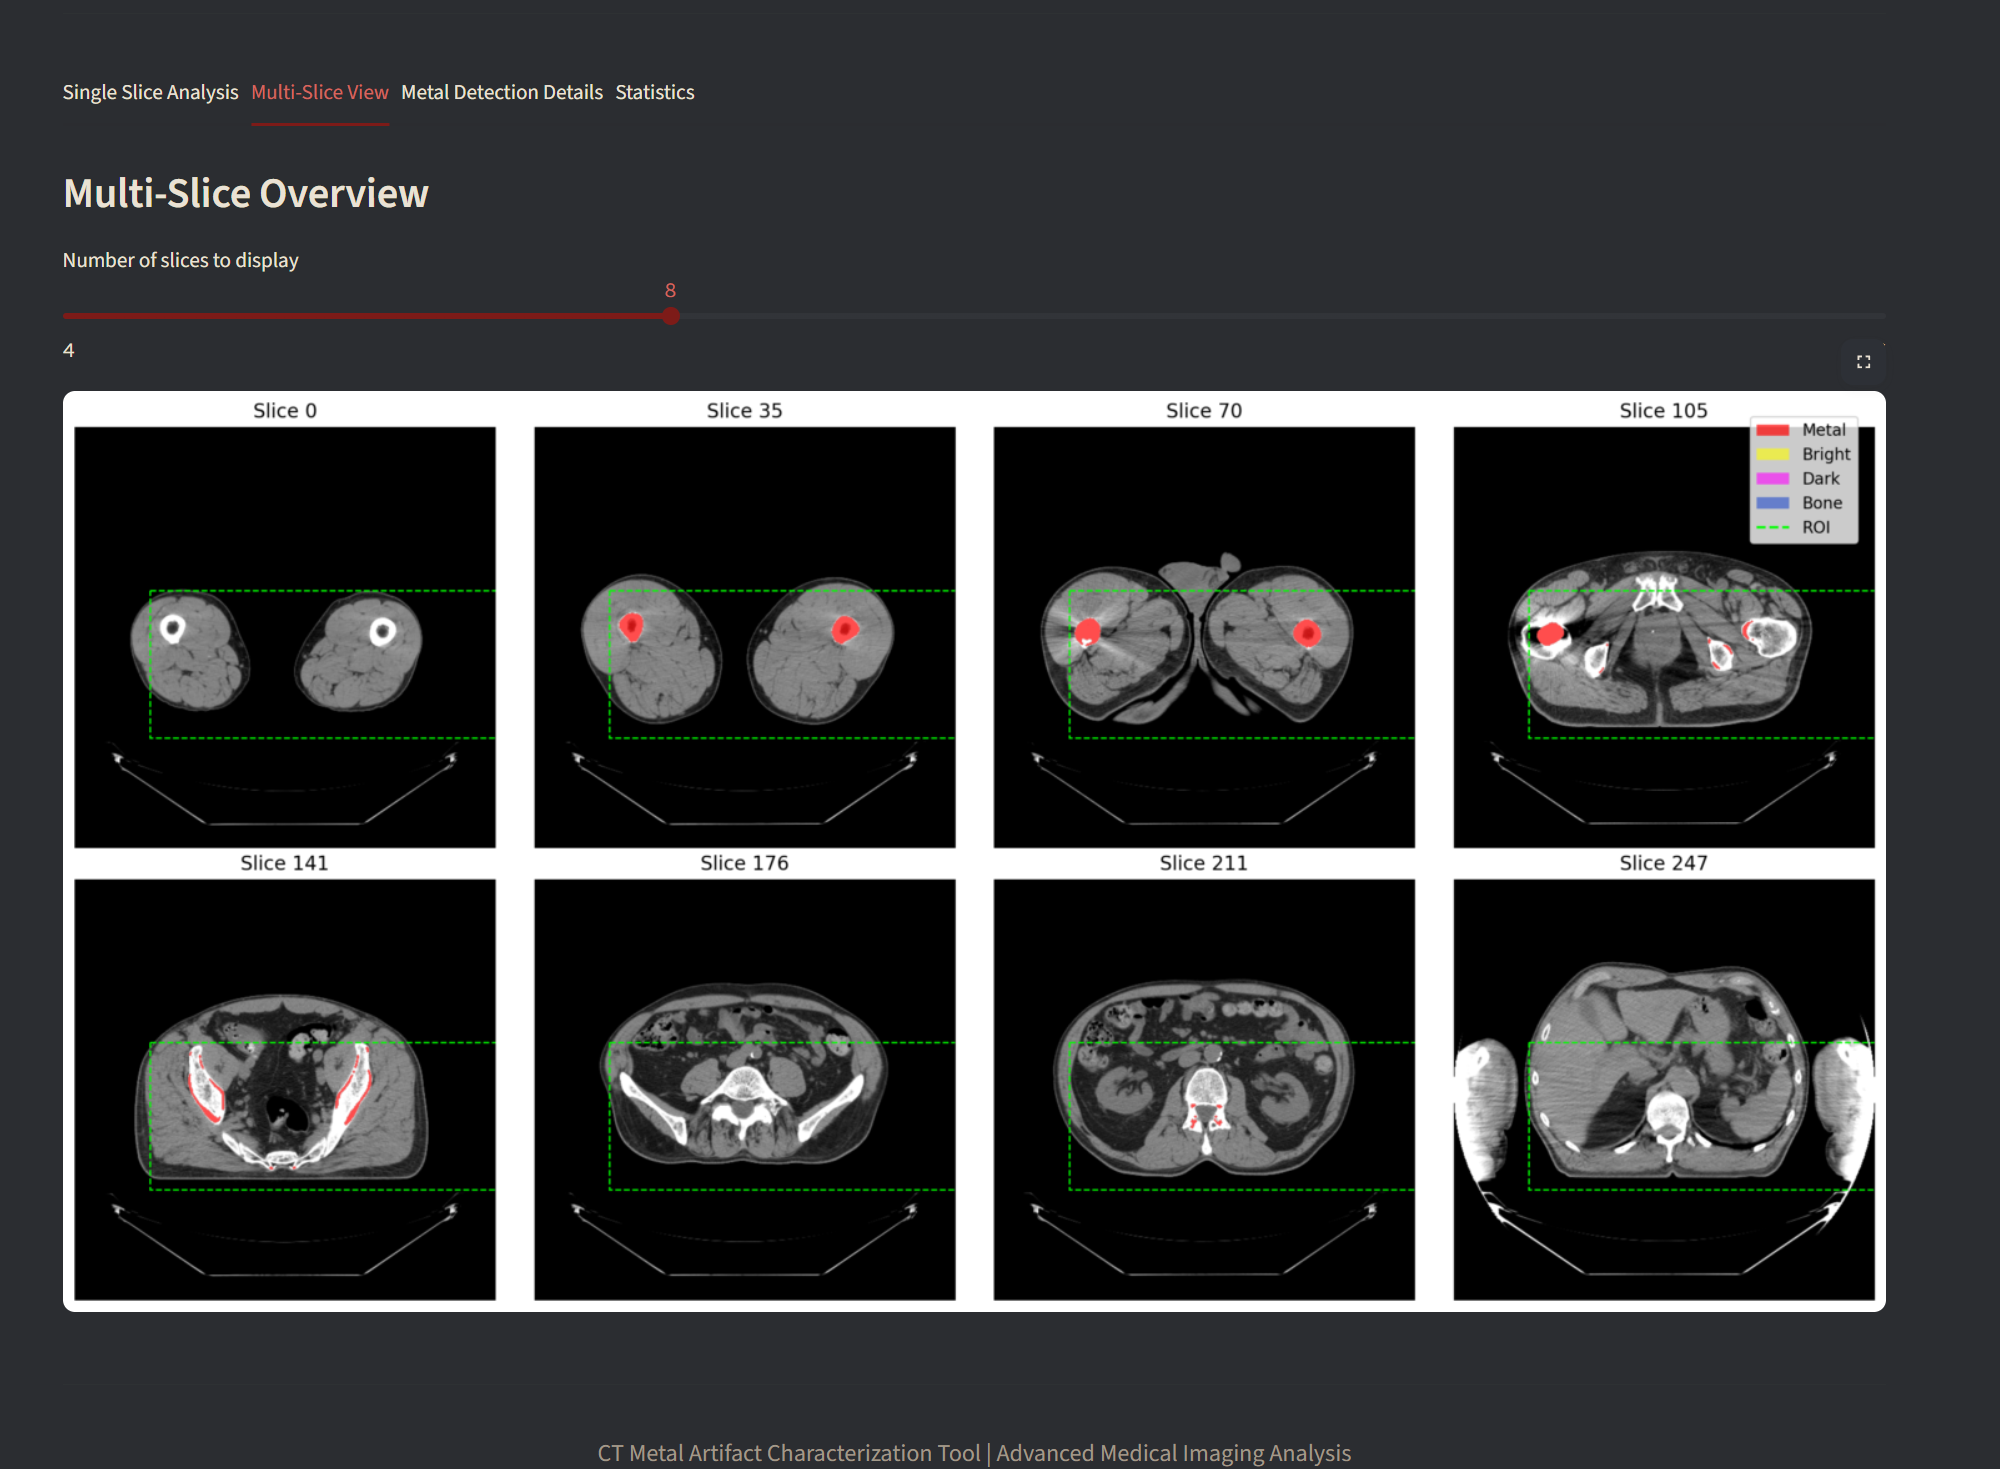 Single Slice Analysis Multi-Slice View Metal Detection Details Statistics
Multi-Slice Overview
Number of slices to display
8
4
Slice 0 Slice 35 Slice 70 Slice 105
Metal
Bright
Dark
Bone
ROI
Slice 141 Slice 176 Slice 211 Slice 247
CT Metal Artifact Characterization Tool | Advanced Medical Imaging Analysis